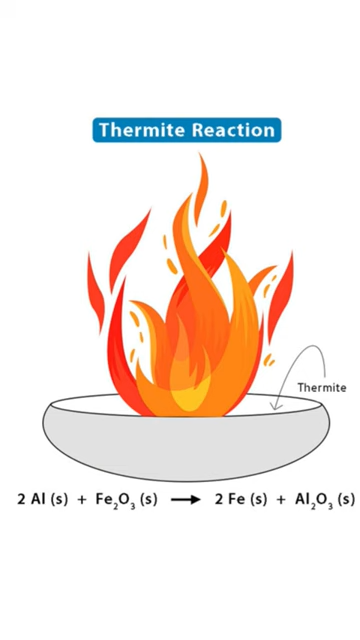 Thermite Reaction
Thermite
2 Al (s) + Fe₂O₃ (s) ⟶ 2 Fe (s) + Al₂O₃ (s)